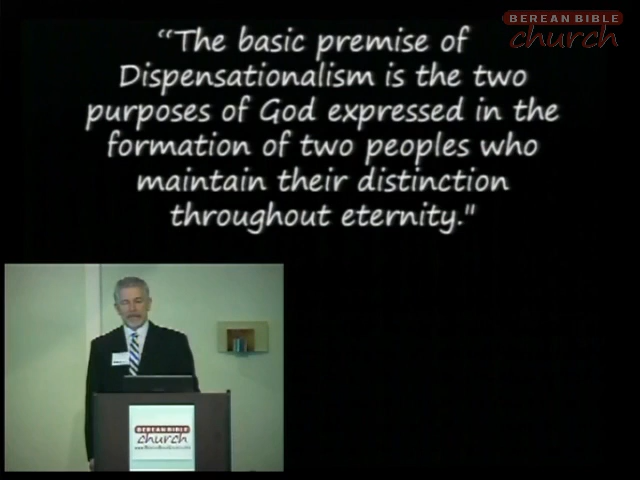 BEREAN BIBLE
church
“The basic premise of
Dispensationalism is the two
purposes of God expressed in the
formation of two peoples who
maintain their distinction
throughout eternity."
BEREAN BIBLE
church